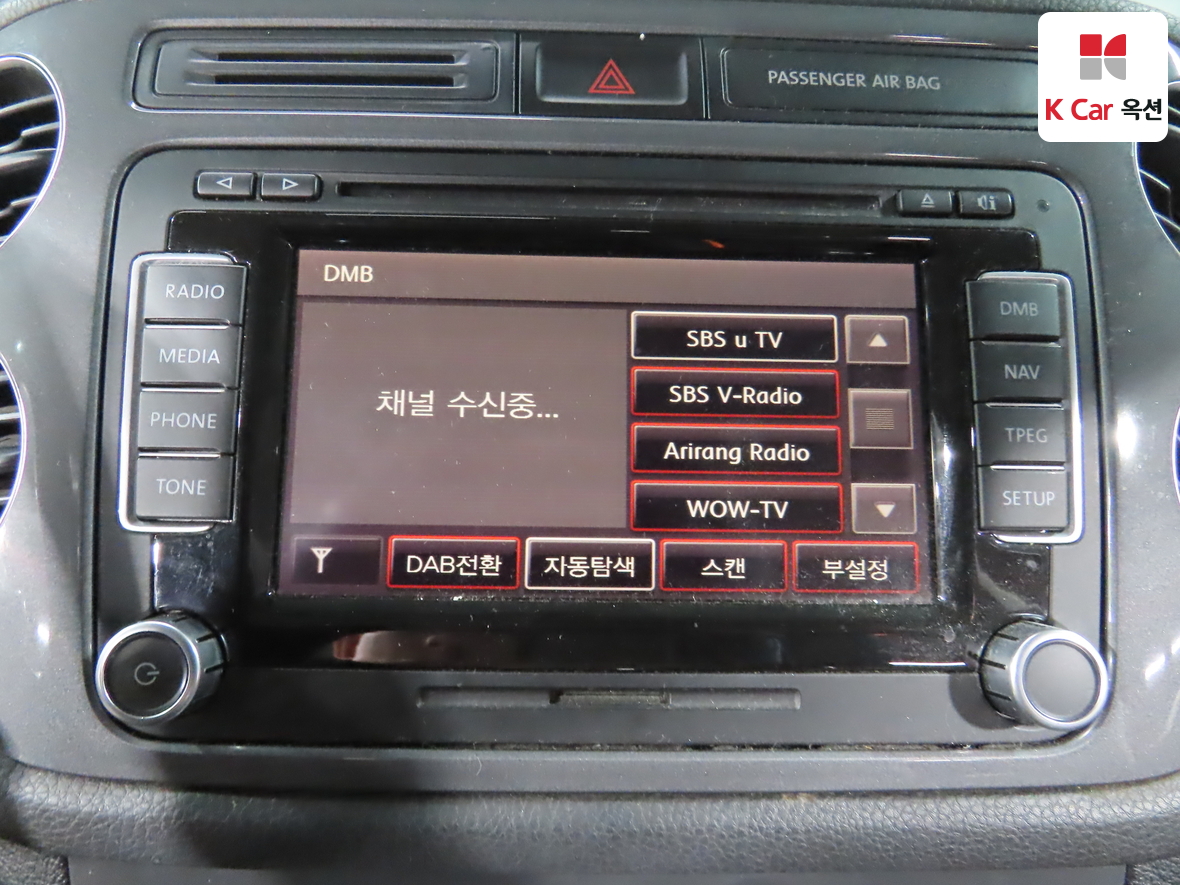 PASSENGER AIR BAG
K Car 옥션
RADIO
MEDIA
PHONE
TONE
DMB
채널 수신중...
SBS u TV
SBS V-Radio
Arirang Radio
WOW-TV
DAB전환
자동탐색
스캔
부설정
DMB
NAV
TPEG
SETUP